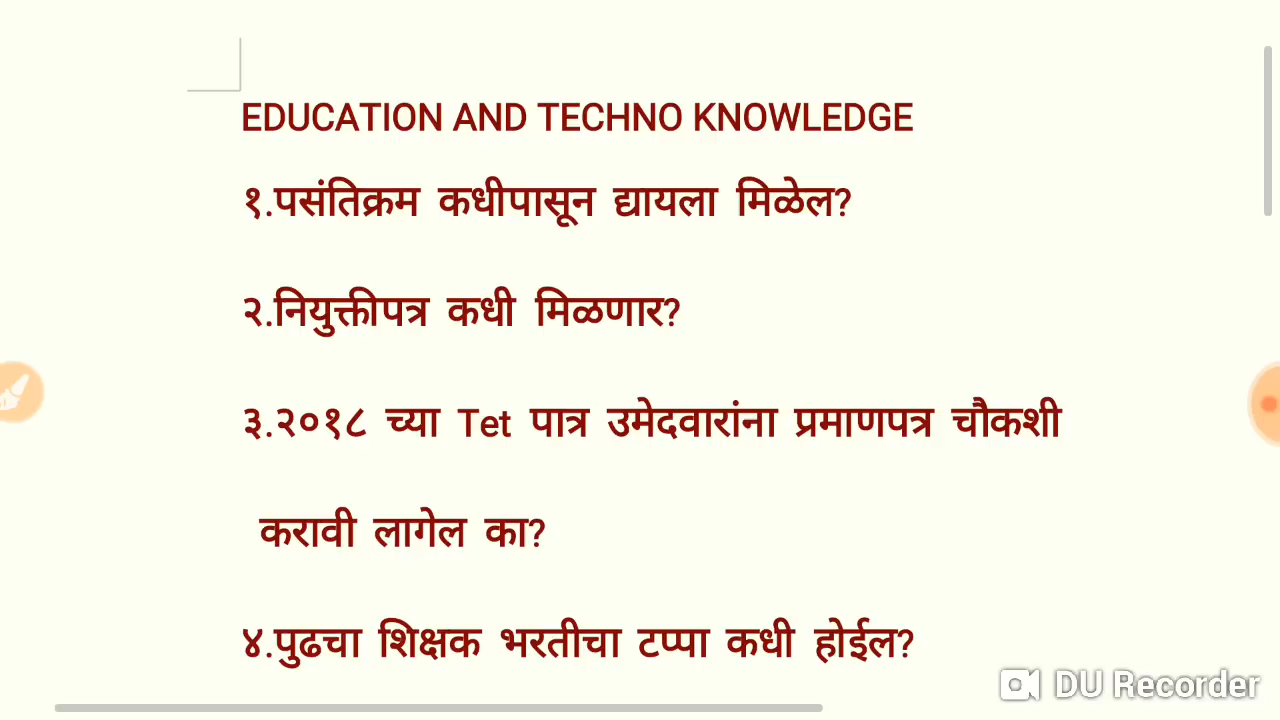 EDUCATION AND TECHNO KNOWLEDGE
१.पसंतिक्रम कधीपासून द्यायला मिळेल?
२.नियुक्तीपत्र कधी मिळणार?
३.२०१८ च्या Tet पात्र उमेदवारांना प्रमाणपत्र चौकशी
करावी लागेल का?
४.पुढचा शिक्षक भरतीचा टप्पा कधी होईल?
DU Recorder